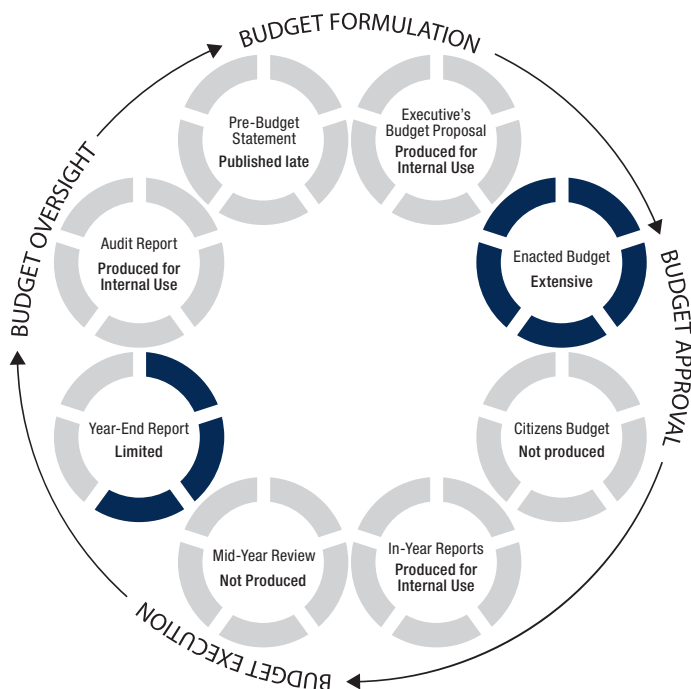 BUDGET FORMULATION
Pre-Budget
Statement
Published late
Executive's
Budget Proposal
Produced for
Internal Use
Enacted Budget
Extensive
BUDGET APPROVAL
Citizens Budget
Not produced
In-Year Reports
Produced for
Internal Use
Mid-Year Review
Not Produced
BUDGET EXECUTION
Year-End Report
Limited
Audit Report
Produced for
Internal Use
BUDGET OVERSIGHT